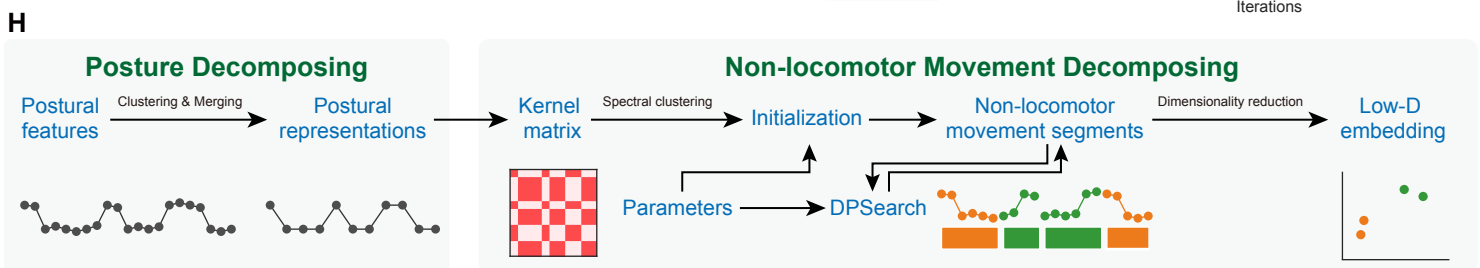 Iterations
H
Posture Decomposing
Non-locomotor Movement Decomposing
Postural
features
Clustering & Merging
Postural
representations
Kernel
matrix
Spectral clustering
Initialization
Non-locomotor
movement segments
Dimensionality reduction
Low-D
embedding
Parameters
DPSearch